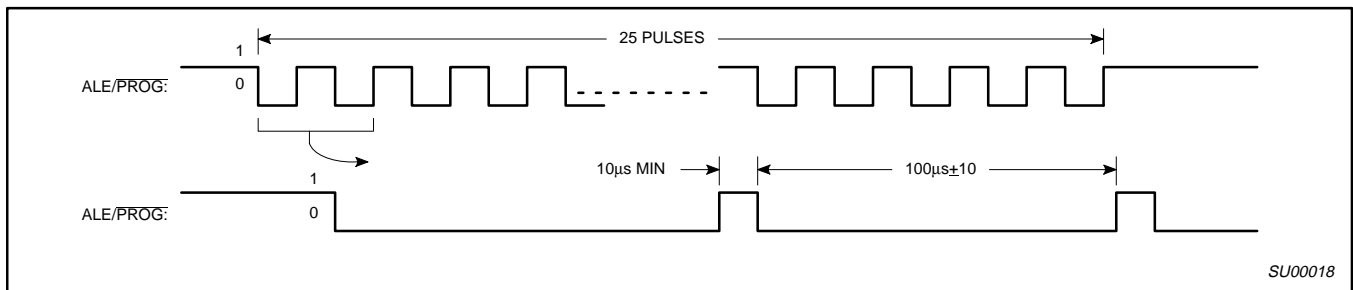 25 PULSES
1
ALE/PROG:
0
10µs MIN
100µs±10
1
ALE/PROG:
0
SU00018